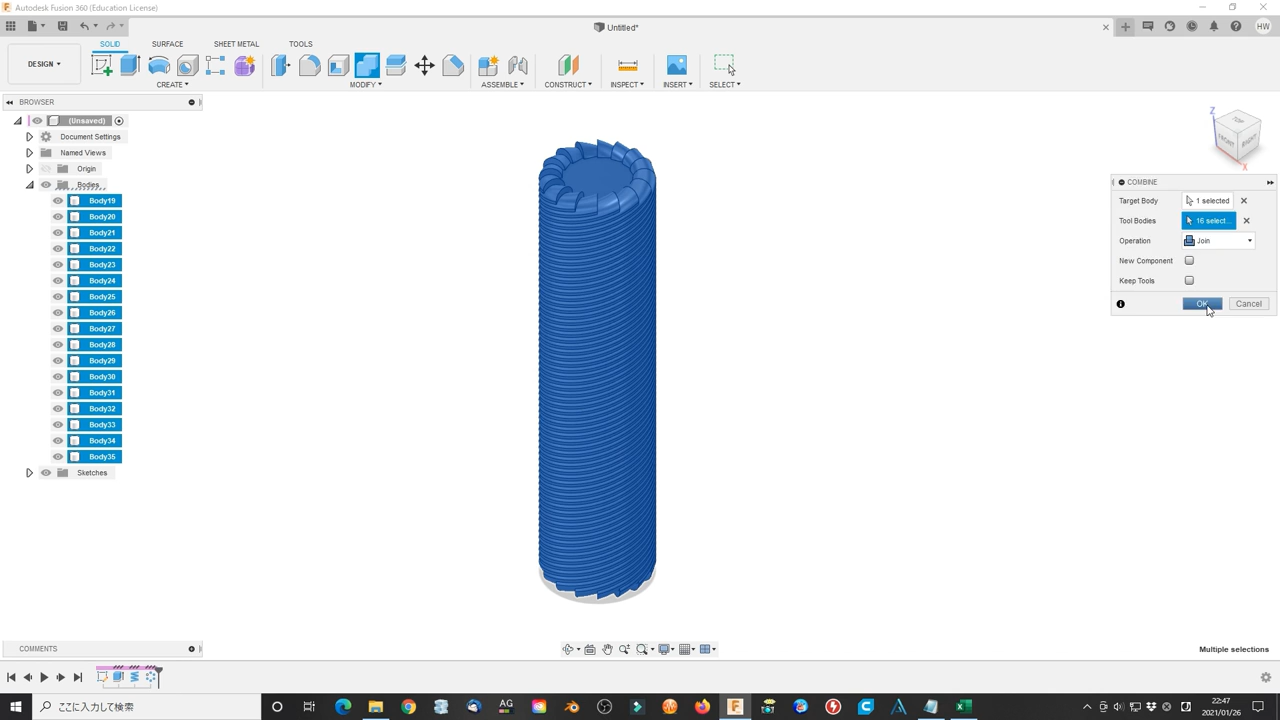 Autodesk Fusion 360 (Education License)
Untitled*
HW
DESIGN
SOLID SURFACE SHEET METAL TOOLS
CREATE MODIFY ASSEMBLE CONSTRUCT INSPECT INSERT SELECT
BROWSER
(Unsaved)
Document Settings
Named Views
Origin
Bodies
Body19
Body20
Body21
Body22
Body23
Body24
Body25
Body26
Body27
Body28
Body29
Body30
Body31
Body32
Body33
Body34
Body35
Sketches
Z
TOP
FRONT RIGHT
X
COMBINE
Target Body 1 selected
Tool Bodies 16 select...
Operation Join
New Component
Keep Tools
OK Cancel
COMMENTS
Multiple selections
ここに入力して検索
AG
22:47
2021/01/26